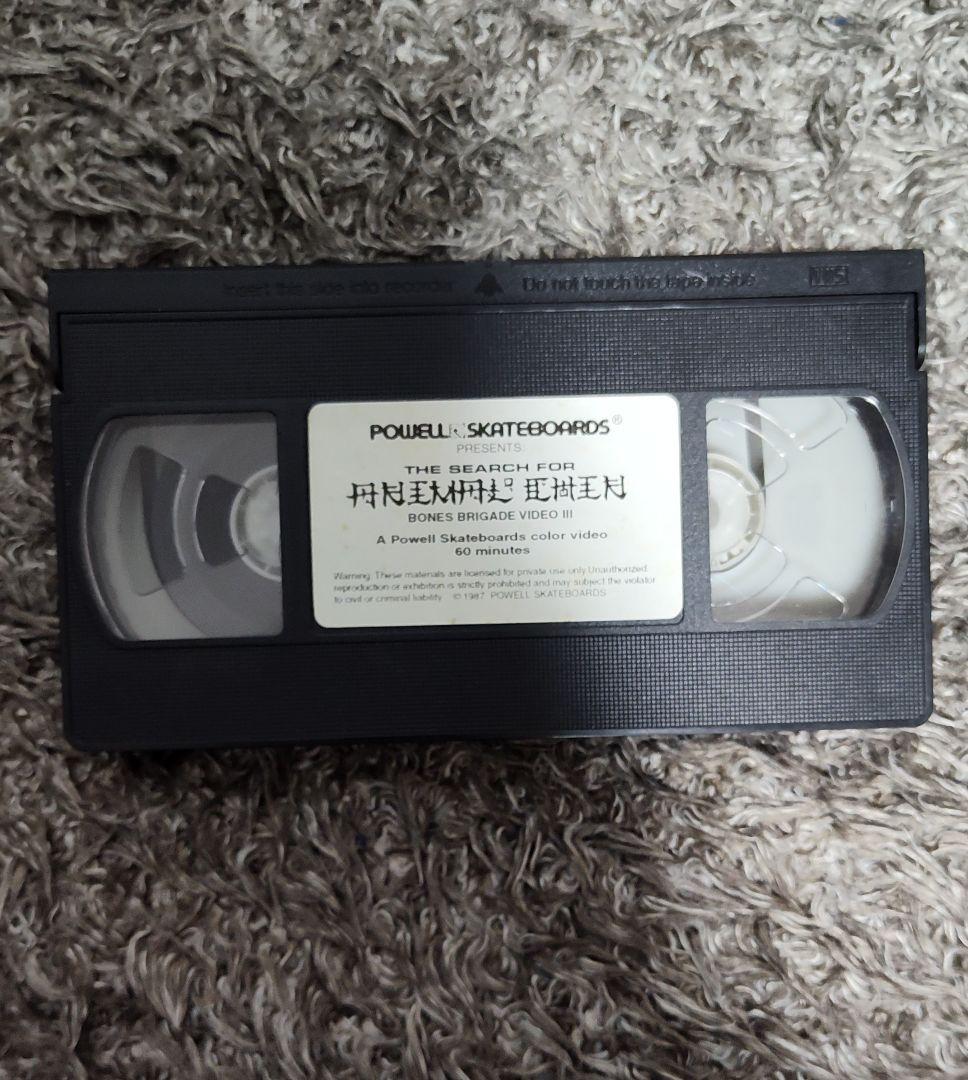 Insert this side into recorder Do not touch the tape inside VHS
POWELL SKATEBOARDS®
PRESENTS:
THE SEARCH FOR
ANIMAL CHIN
BONES BRIGADE VIDEO III
A Powell Skateboards color video
60 minutes
Warning: These materials are licensed for private use only. Unauthorized
reproduction or exhibition is strictly prohibited and may subject the violator
to civil or criminal liability. © 1987 POWELL SKATEBOARDS